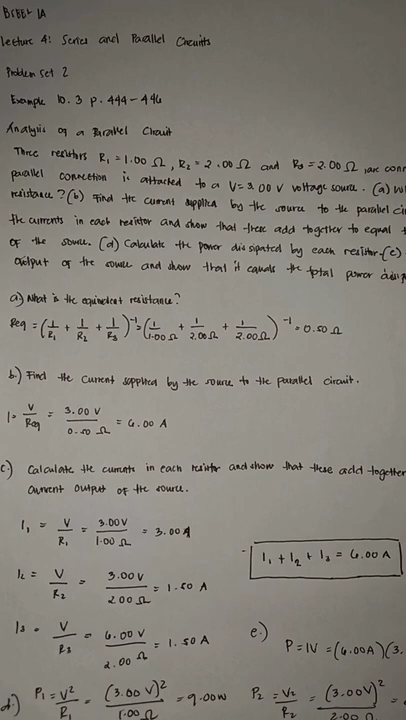 BSEEE 1A
Lecture 4: Series and Parallel Circuits
Problem Set 2
Example 10.3 p. 444-446
Analysis of a Parallel Circuit
Three resistors R₁ = 1.00 Ω, R₂ = 2.00 Ω and R₃ = 2.00 Ω, are conn
parallel connection is attached to a V = 3.00 V voltage source. (a) W
resistance? (b) Find the current supplied by the source to the parallel cir
the currents in each resistor and show that these add together to equal t
of the source. (d) Calculate the power dissipated by each resistor. (e)
output of the source and show that it equals the total power
a) What is the equivalent resistance?
Req = (1/R₁ + 1/R₂ + 1/R₃)⁻¹ = (1/1.00 Ω + 1/2.00 Ω + 1/2.00 Ω)⁻¹ = 0.50 Ω
b.) Find the current supplied by the source to the parallel circuit.
I = V/Req = 3.00 V/0.50 Ω = 6.00 A
c.) Calculate the currents in each resistor and show that these add together
current output of the source.
I₁ = V/R₁ = 3.00 V/1.00 Ω = 3.00 A
I₁ + I₂ + I₃ = 6.00 A
I₂ = V/R₂ = 3.00 V/2.00 Ω = 1.50 A
I₃ = V/R₃ = 6.00 V/2.00 Ω = 1.50 A
e.)
P = IV = (6.00 A)(3.
d.) P₁ = V²/R₁ = (3.00 V)²/1.00 Ω = 9.00 W P₂ = V²/R₂ = (3.00 V)²/2.00 Ω =